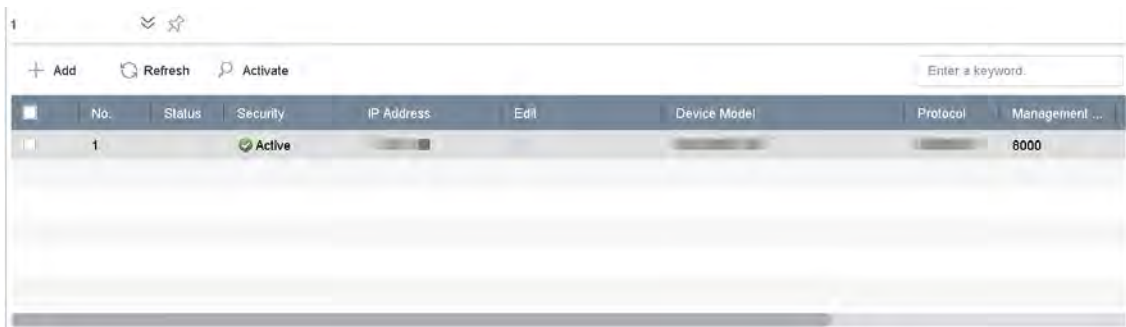 1
Add Refresh Activate Enter a keyword.
No. Status Security IP Address Edit Device Model Protocol Management ...
1 Active 8000